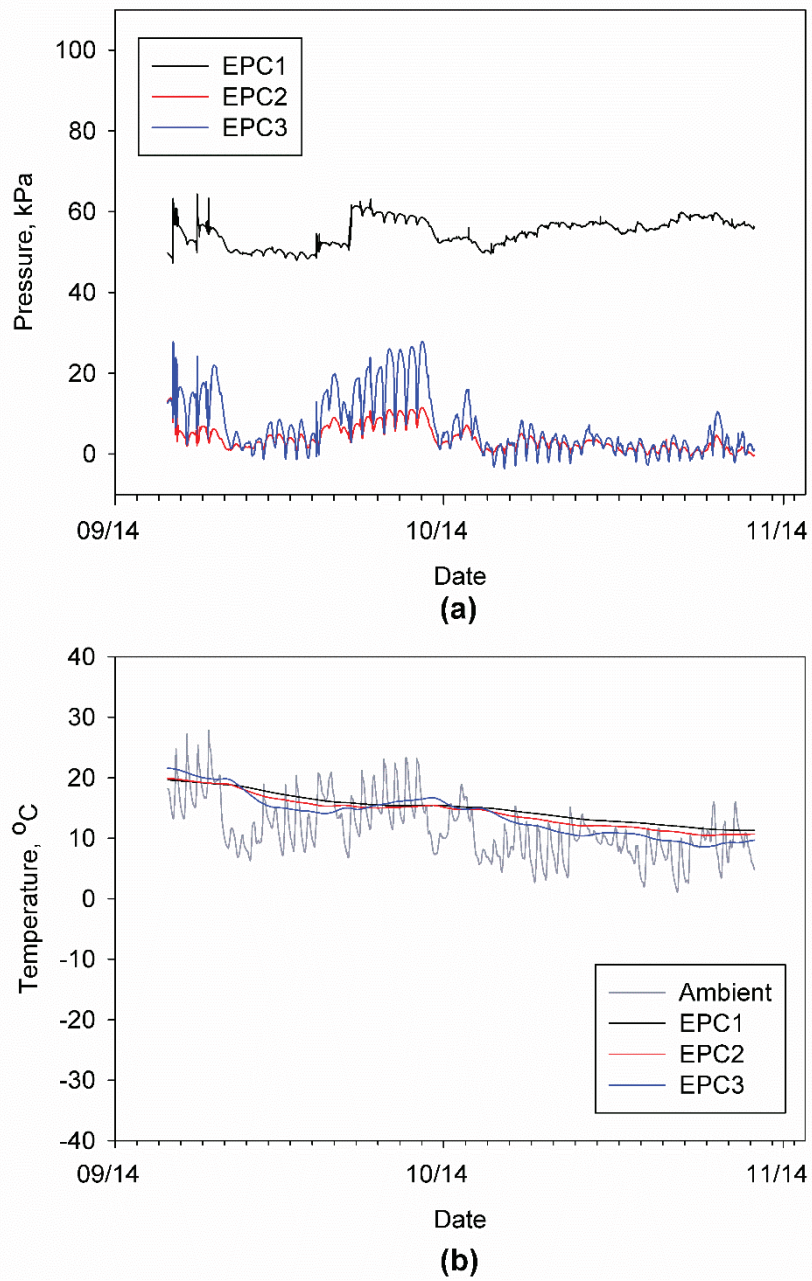 100
80
60
40
20
0
Pressure, kPa
EPC1
EPC2
EPC3
09/14
10/14
11/14
Date
(a)
40
30
20
10
0
-10
-20
-30
-40
Temperature, °C
Ambient
EPC1
EPC2
EPC3
09/14
10/14
11/14
Date
(b)